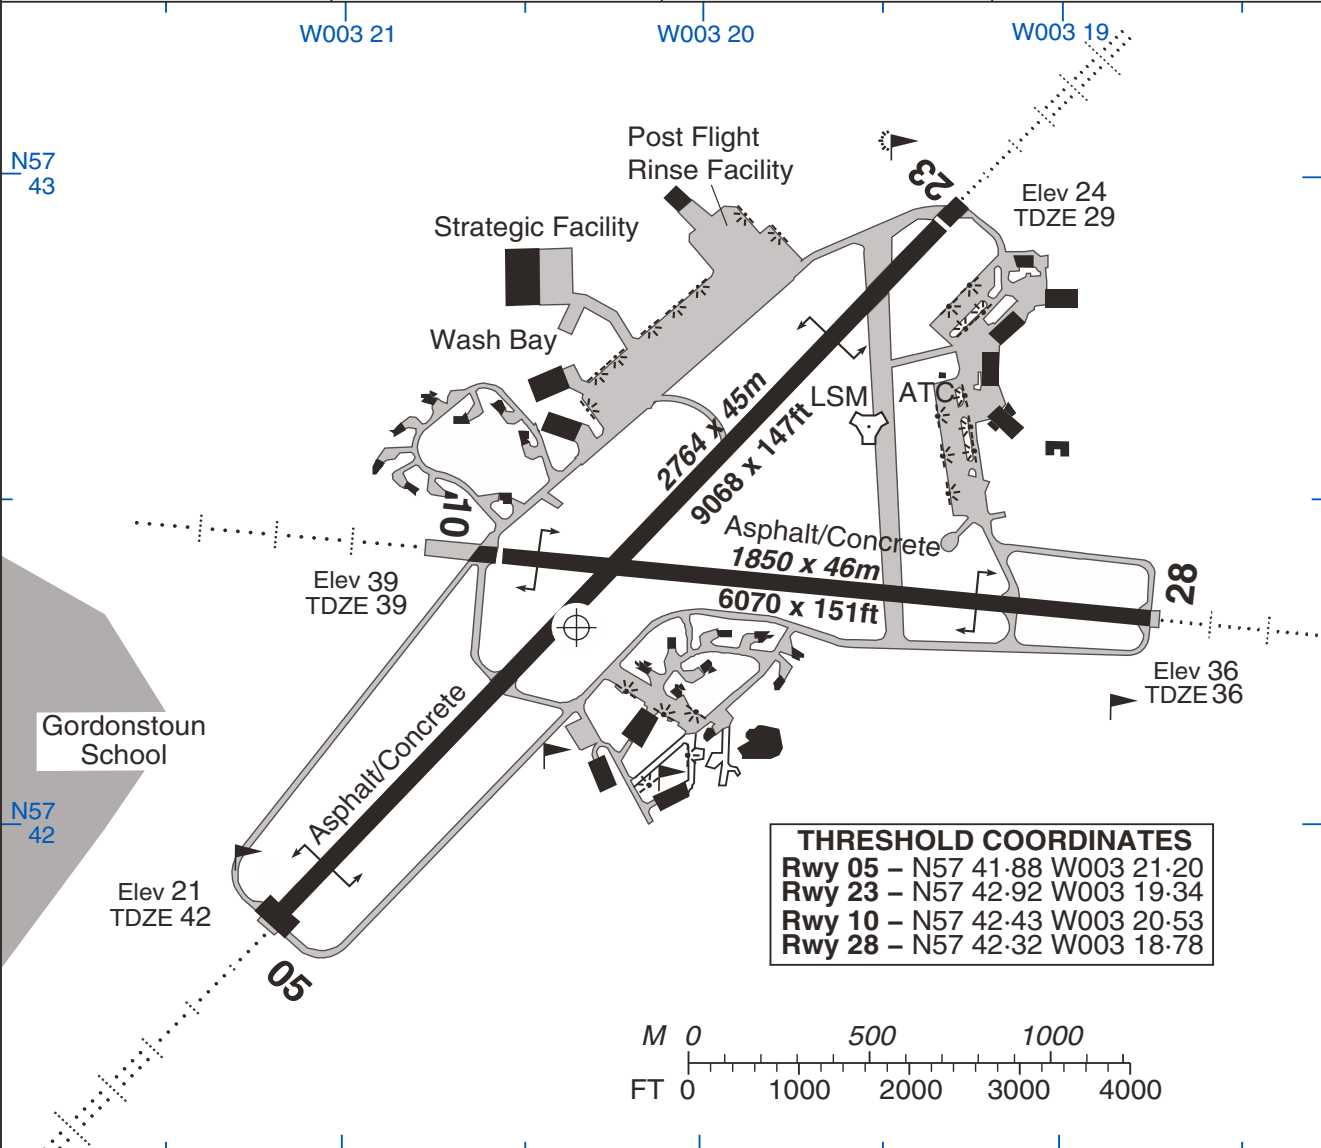 W003 21
W003 20
W003 19
N57
43
Post Flight
Rinse Facility
23
Elev 24
TDZE 29
Strategic Facility
Wash Bay
2764 x 45m
9068 x 147ft
LSM
ATC
10
Asphalt/Concrete
1850 x 46m
6070 x 151ft
28
Elev 39
TDZE 39
Elev 36
TDZE 36
Gordonstoun
School
Asphalt/Concrete
N57
42
Elev 21
TDZE 42
05
THRESHOLD COORDINATES
Rwy 05 – N57 41·88 W003 21·20
Rwy 23 – N57 42·92 W003 19·34
Rwy 10 – N57 42·43 W003 20·53
Rwy 28 – N57 42·32 W003 18·78
M 0 500 1000
FT 0 1000 2000 3000 4000